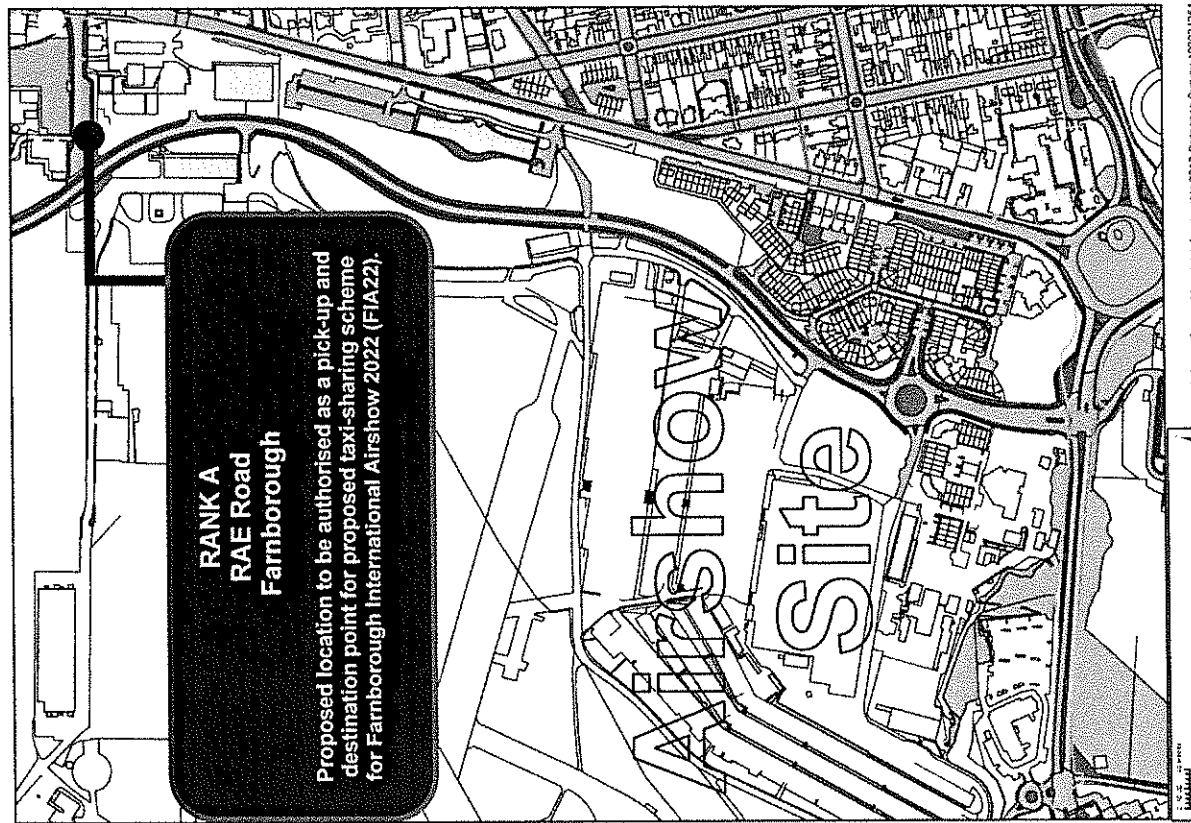 RANK A
RAE Road
Farnborough
Proposed location to be authorised as a pick-up and
destination point for proposed taxi-sharing scheme
for Farnborough International Airshow 2022 (FIA22).
Airshow
Site